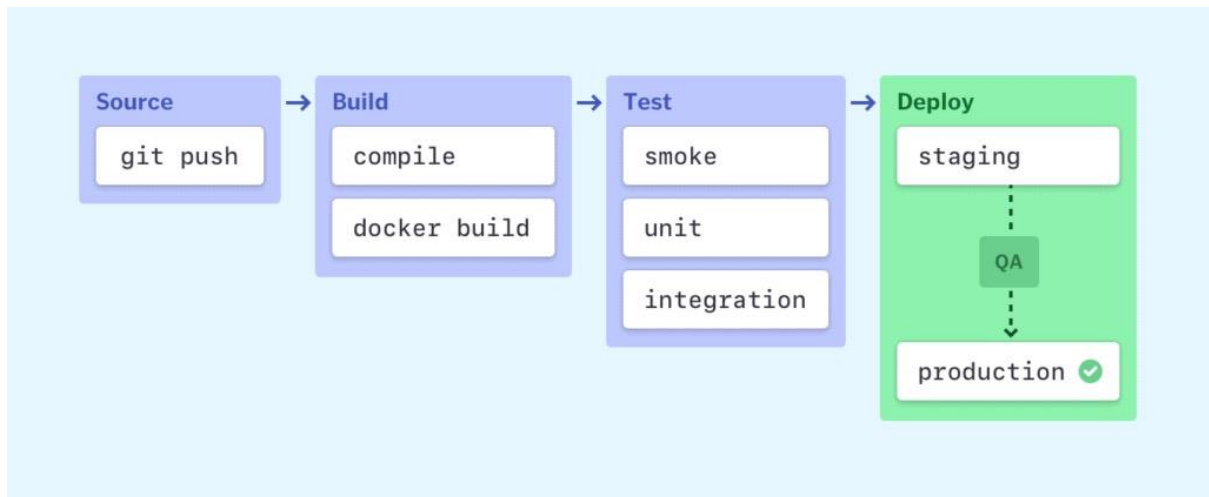 Source
git push
Build
compile
docker build
Test
smoke
unit
integration
Deploy
staging
QA
production